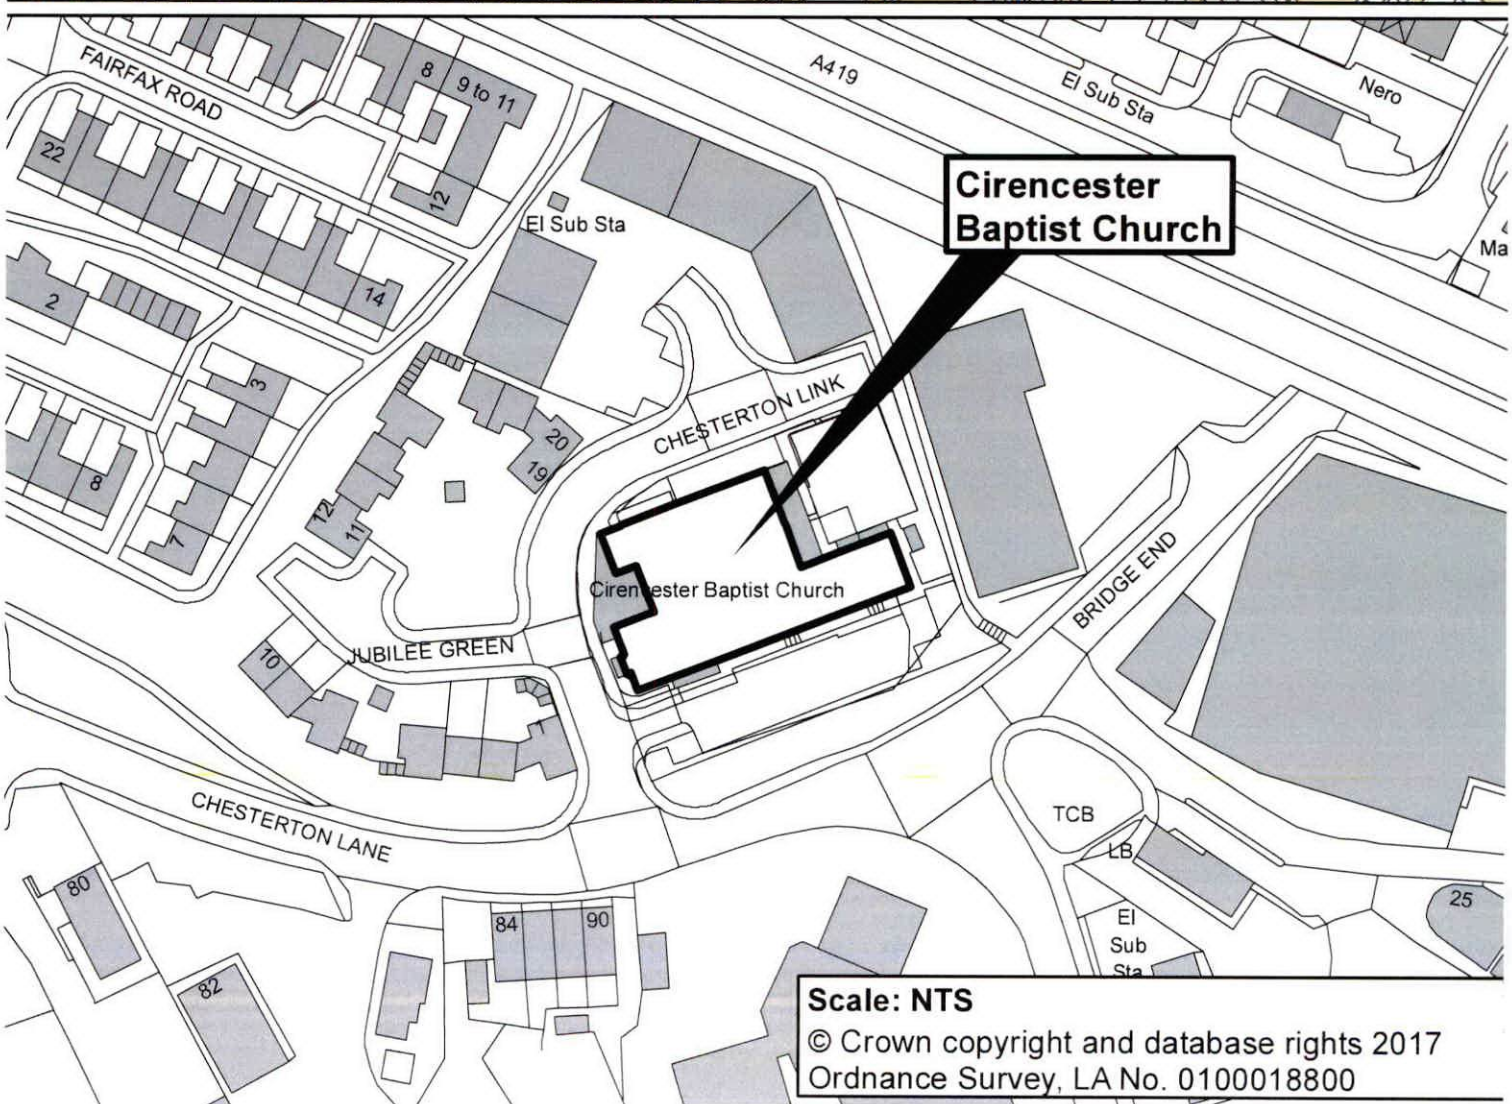 FAIRFAX ROAD
8
9 to 11
A419
El Sub Sta
Nero
22
12
El Sub Sta
Cirencester
Baptist Church
Ma
2
14
3
CHESTERTON LINK
20
19
8
7
12
11
Cirencester Baptist Church
BRIDGE END
JUBILEE GREEN
10
1
CHESTERTON LANE
TCB
LB
80
84
90
25
El
Sub
Sta
82
Scale: NTS
© Crown copyright and database rights 2017
Ordnance Survey, LA No. 0100018800